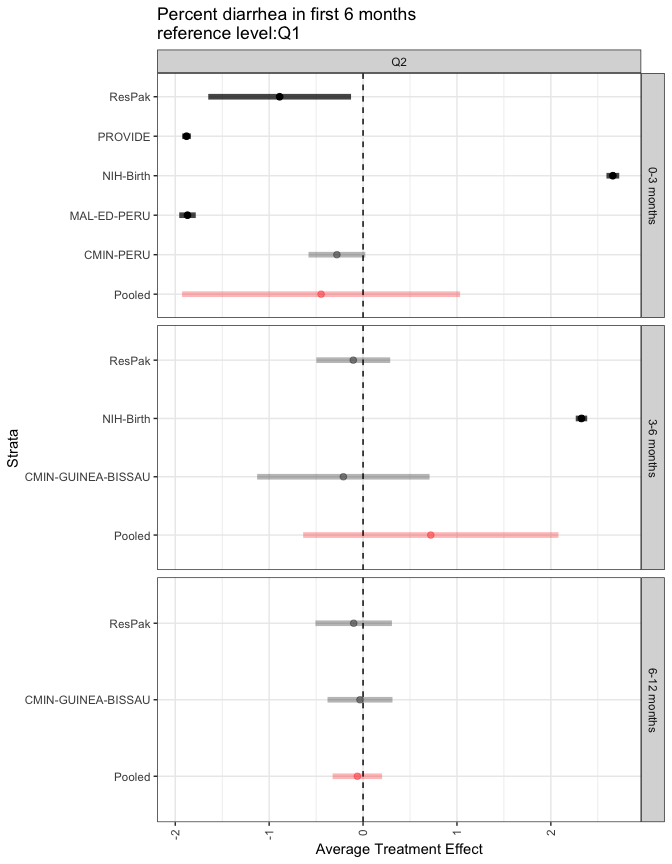 Percent diarrhea in first 6 months
reference level:Q1
Q2
ResPak
PROVIDE
NIH-Birth
MAL-ED-PERU
CMIN-PERU
Pooled
0-3 months
ResPak
NIH-Birth
CMIN-GUINEA-BISSAU
Pooled
3-6 months
ResPak
CMIN-GUINEA-BISSAU
Pooled
6-12 months
Strata
-2 -1 0 1 2
Average Treatment Effect